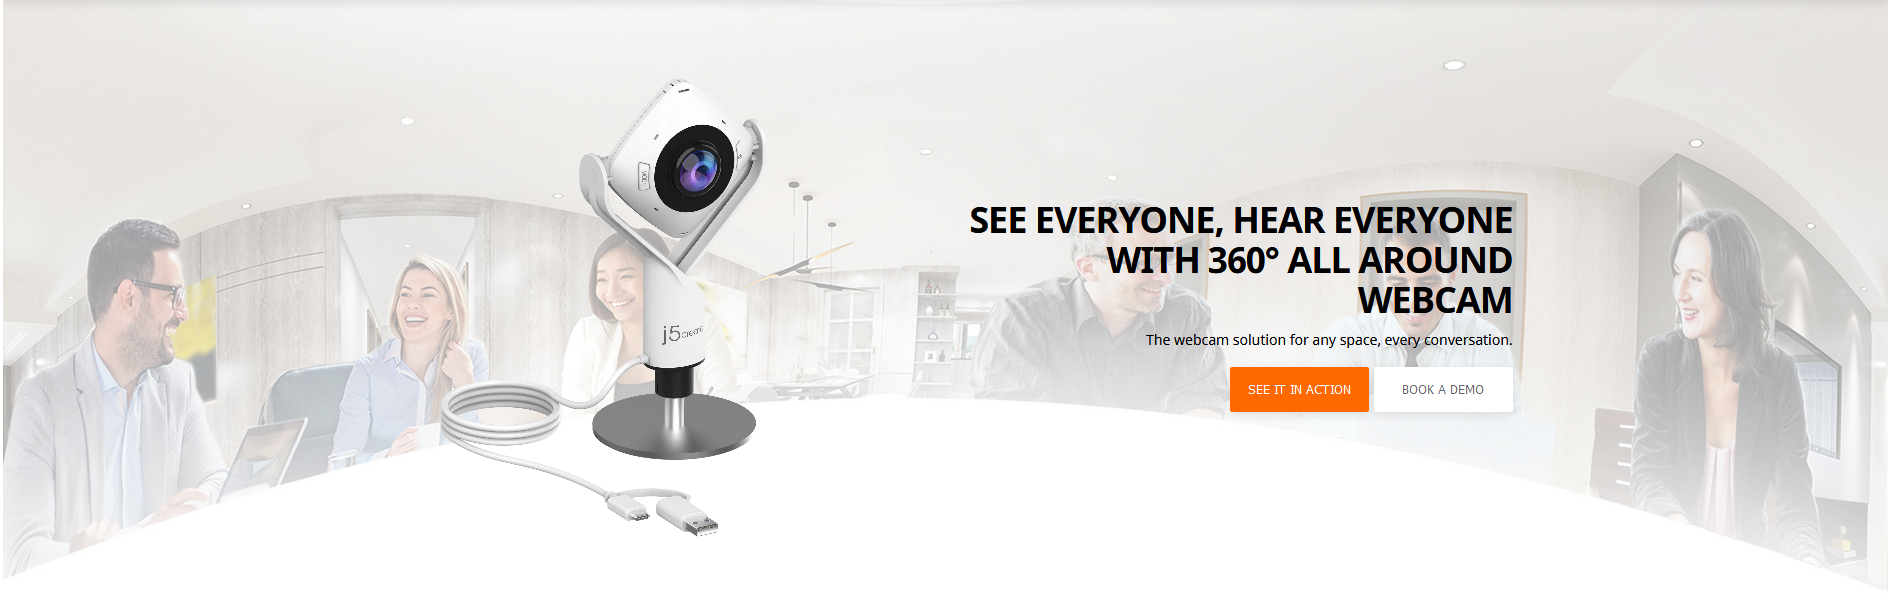 SEE EVERYONE, HEAR EVERYONE
WITH 360° ALL AROUND
WEBCAM
The webcam solution for any space, every conversation.
SEE IT IN ACTION
BOOK A DEMO
j5create